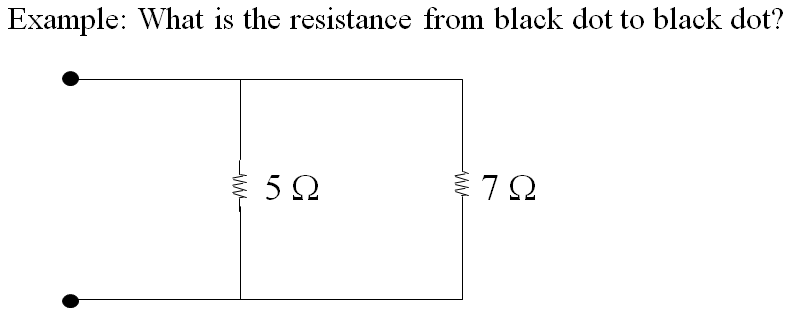 Example: What is the resistance from black dot to black dot?
5 Ω
7 Ω